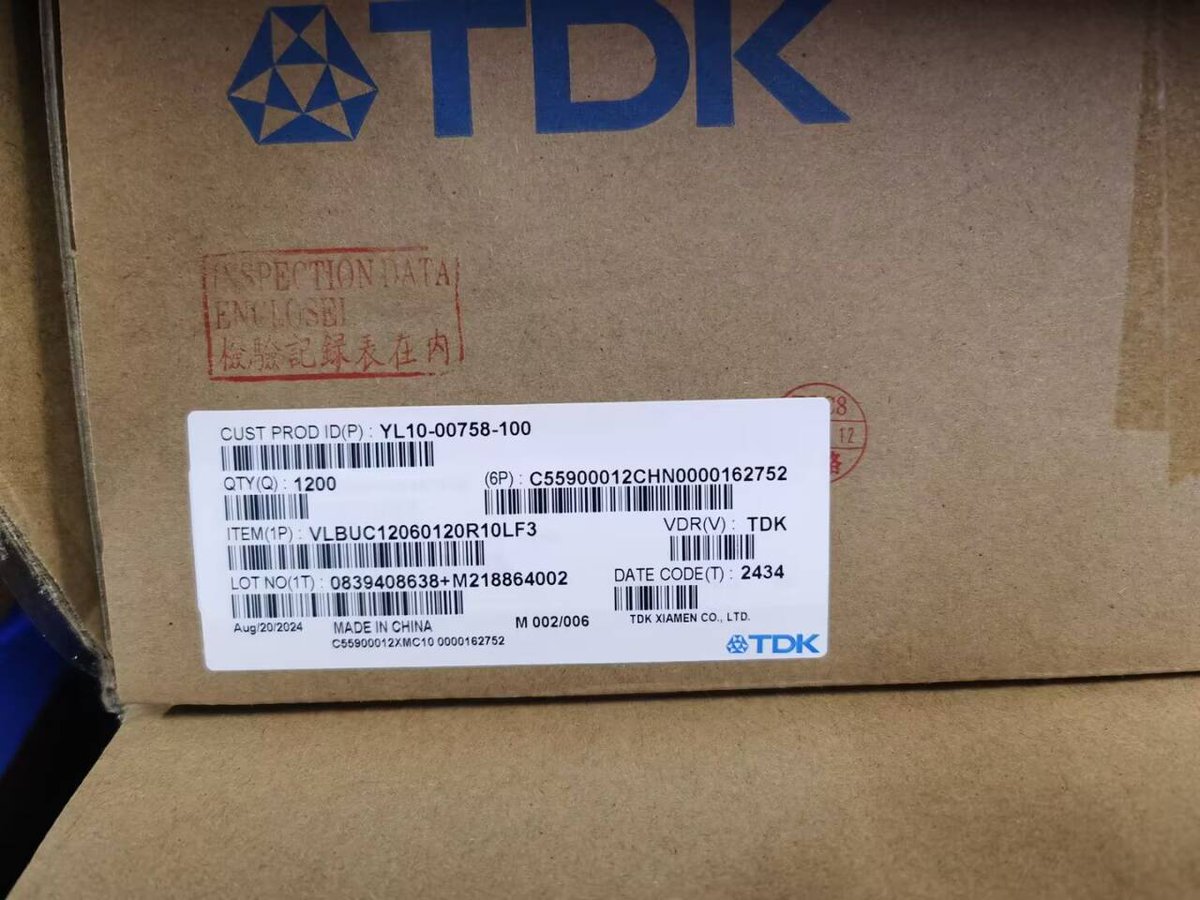 TDK
INSPECTION DATA
ENCLOSE
檢驗記録表在内
CUST PROD ID(P) : YL10-00758-100
QTY(Q) : 1200
(6P) : C55900012CHN0000162752
ITEM(1P) : VLBUC12060120R10LF3
VDR(V) : TDK
LOT NO(1T) : 0839408638+M218864002
DATE CODE(T) : 2434
Aug/20/2024
MADE IN CHINA
M 002/006
TDK XIAMEN CO., LTD.
C55900012XMC10 0000162752
TDK
12